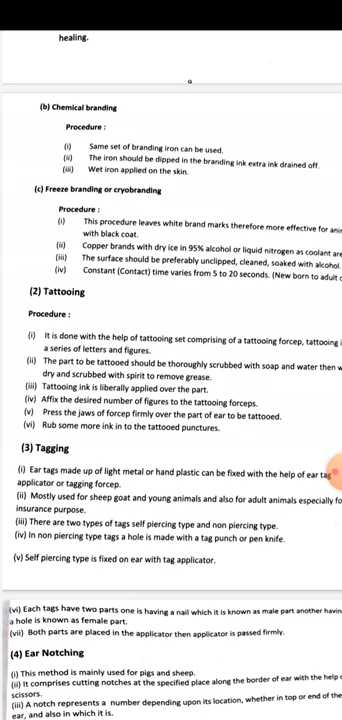 healing.
(b) Chemical branding
Procedure :
(i) Same set of branding iron can be used.
(ii) The iron should be dipped in the branding ink extra ink drained off.
(iii) Wet iron applied on the skin.
(c) Freeze branding or cryobranding
Procedure :
(i) This procedure leaves white brand marks therefore more effective for
with black coat.
(ii) Copper brands with dry ice in 95% alcohol or liquid nitrogen as coolant
(iii) The surface should be preferably unclipped, cleaned, soaked with alcohol.
(iv) Constant (Contact) time varies from 5 to 20 seconds. (New born to adult
(2) Tattooing
Procedure :
(i) It is done with the help of tattooing set comprising of a tattooing forcep, tattooing
a series of letters and figures.
(ii) The part to be tattooed should be thoroughly scrubbed with soap and water then
dry and scrubbed with spirit to remove grease.
(iii) Tattooing ink is liberally applied over the part.
(iv) Affix the desired number of figures to the tattooing forceps.
(v) Press the jaws of forcep firmly over the part of ear to be tattooed.
(vi) Rub some more ink in to the tattooed punctures.
(3) Tagging
(i) Ear tags made up of light metal or hand plastic can be fixed with the help of ear tag
applicator or tagging forcep.
(ii) Mostly used for sheep goat and young animals and also for adult animals especially
insurance purpose.
(iii) There are two types of tags self piercing type and non piercing type.
(iv) In non piercing type tags a hole is made with a tag punch or pen knife.
(v) Self piercing type is fixed on ear with tag applicator.
(vi) Each tags have two parts one is having a nail which it is known as male part another
a hole is known as female part.
(vii) Both parts are placed in the applicator then applicator is passed firmly.
(4) Ear Notching
(i) This method is mainly used for pigs and sheep.
(ii) It comprises cutting notches at the specified place along the border of ear with the help
scissors.
(iii) A notch represents a number depending upon its location, whether in top or end of the
ear, and also in which it is.